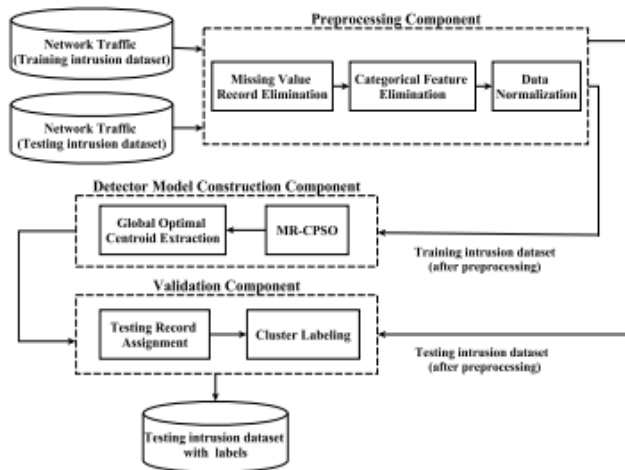 Preprocessing Component
Network Traffic
(Training intrusion dataset)
Missing Value
Record Elimination
Categorical Feature
Elimination
Data
Normalization
Network Traffic
(Testing intrusion dataset)
Detector Model Construction Component
Global Optimal
Centroid Extraction
MR-CPSO
Training intrusion dataset
(after preprocessing)
Validation Component
Testing Record
Assignment
Cluster Labeling
Testing intrusion dataset
(after preprocessing)
Testing intrusion dataset
with labels